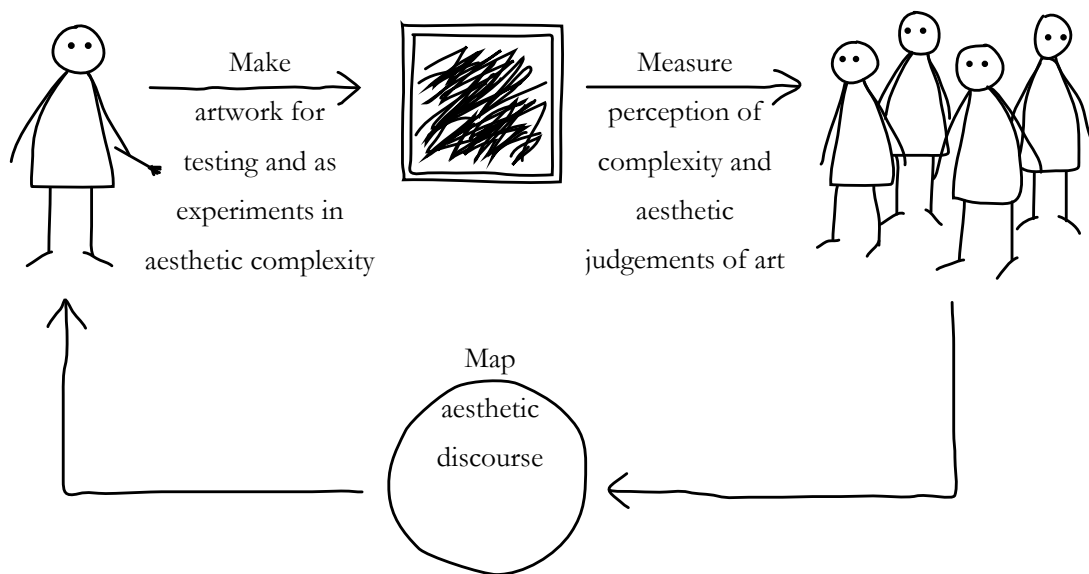 Make
artwork for
testing and as
experiments in
aesthetic complexity
Measure
perception of
complexity and
aesthetic
judgements of art
Map
aesthetic
discourse